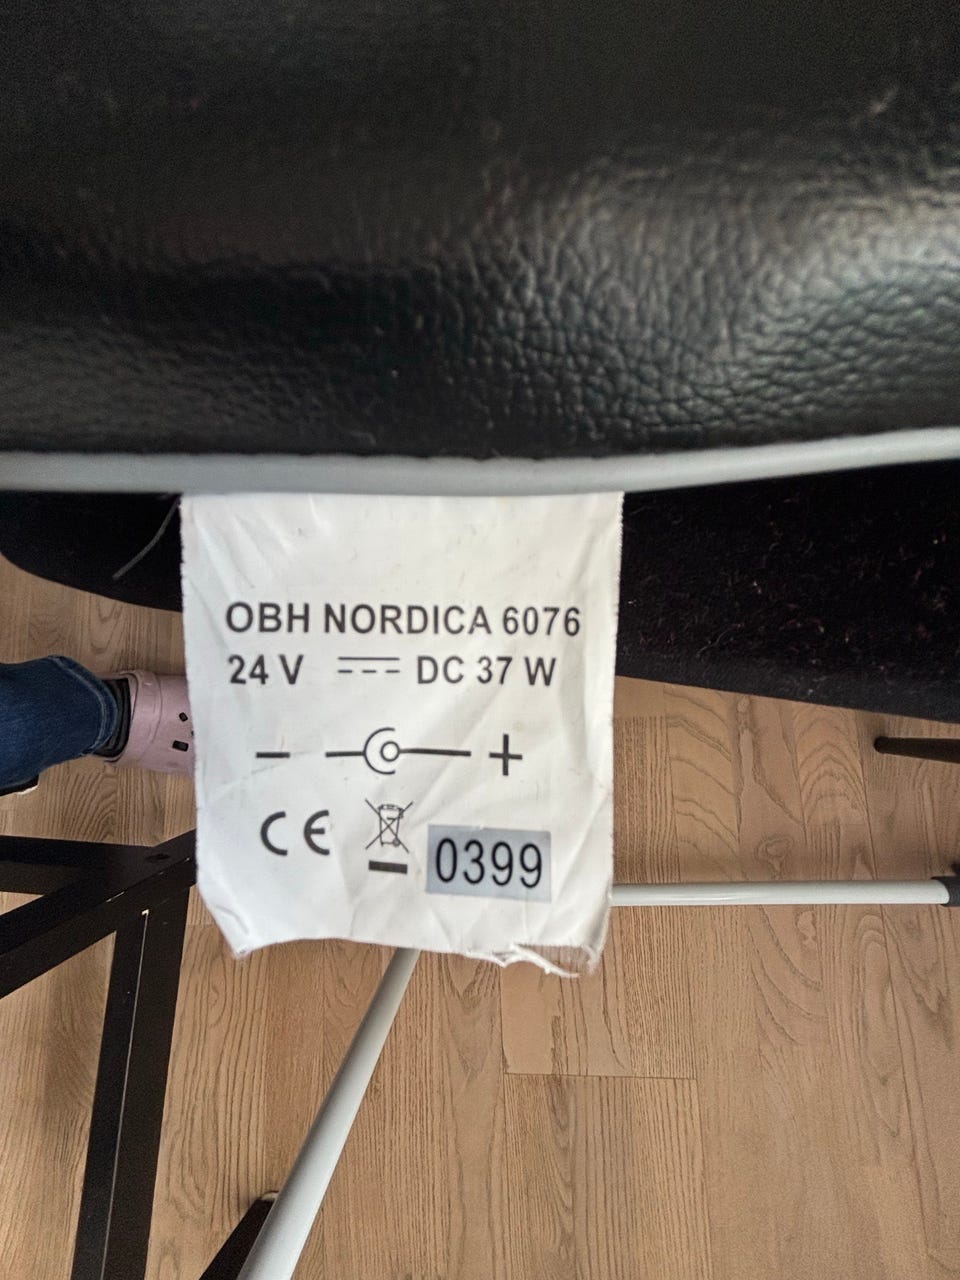 OBH NORDICA 6076
24 V ⎓ DC 37 W
− +
CE
0399